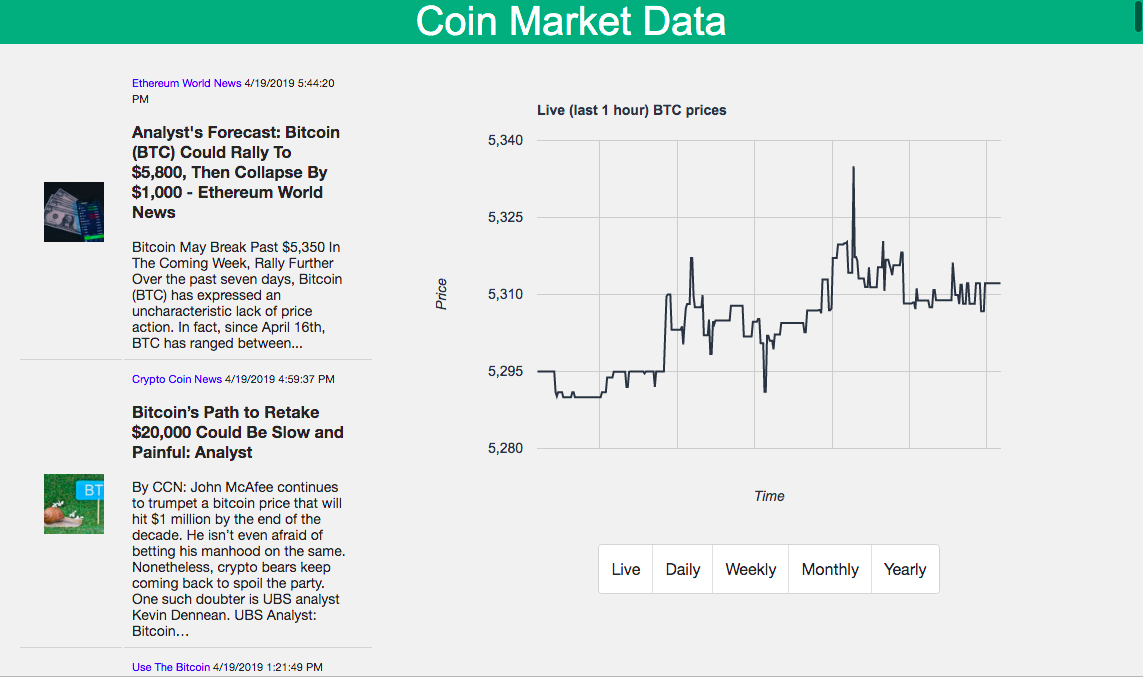 Coin Market Data
Ethereum World News 4/19/2019 5:44:20
PM
Analyst's Forecast: Bitcoin
(BTC) Could Rally To
$5,800, Then Collapse By
$1,000 - Ethereum World
News
Bitcoin May Break Past $5,350 In
The Coming Week, Rally Further
Over the past seven days, Bitcoin
(BTC) has expressed an
uncharacteristic lack of price
action. In fact, since April 16th,
BTC has ranged between...
Crypto Coin News 4/19/2019 4:59:37 PM
Bitcoin’s Path to Retake
$20,000 Could Be Slow and
Painful: Analyst
BT
By CCN: John McAfee continues
to trumpet a bitcoin price that will
hit $1 million by the end of the
decade. He isn’t even afraid of
betting his manhood on the same.
Nonetheless, crypto bears keep
coming back to spoil the party.
One such doubter is UBS analyst
Kevin Dennean. UBS Analyst:
Bitcoin…
Use The Bitcoin 4/19/2019 1:21:49 PM
Live (last 1 hour) BTC prices
5,340
5,325
5,310
5,295
5,280
Price
Time
Live Daily Weekly Monthly Yearly